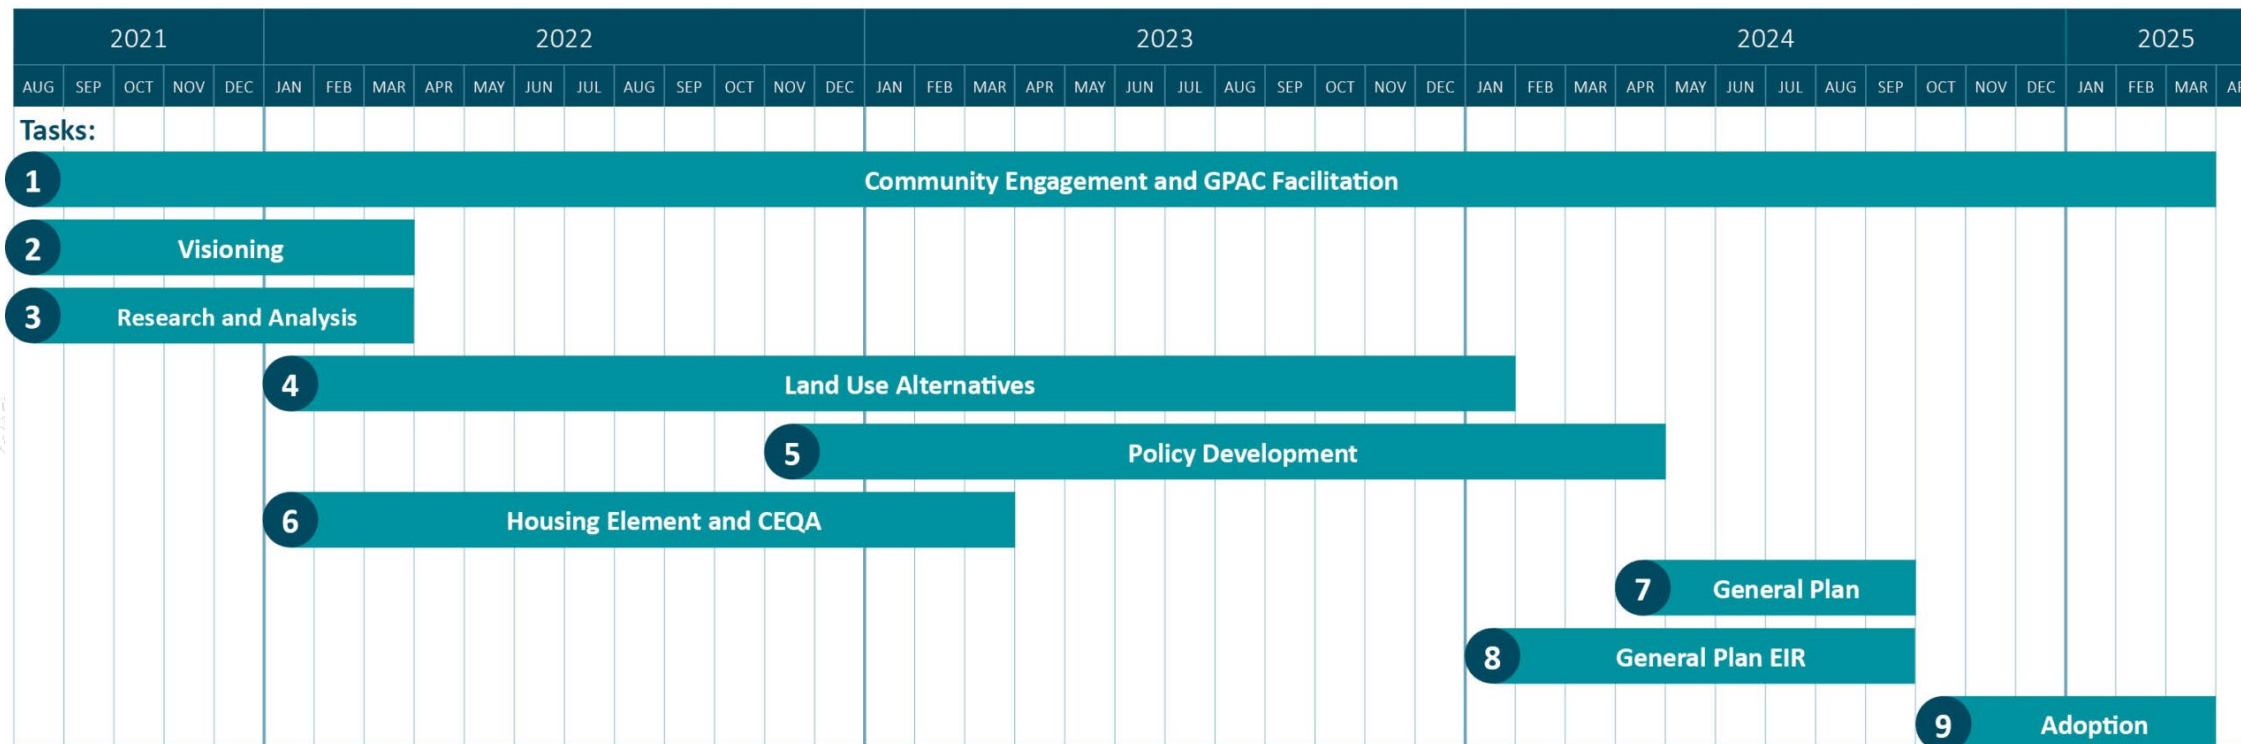 2021 2022 2023 2024 2025
AUG SEP OCT NOV DEC JAN FEB MAR APR MAY JUN JUL AUG SEP OCT NOV DEC JAN FEB MAR APR MAY JUN JUL AUG SEP OCT NOV DEC JAN FEB MAR APR MAY JUN JUL AUG SEP OCT NOV DEC JAN FEB MAR
Tasks:
1 Community Engagement and GPAC Facilitation
2 Visioning
3 Research and Analysis
4 Land Use Alternatives
5 Policy Development
6 Housing Element and CEQA
7 General Plan
8 General Plan EIR
9 Adoption